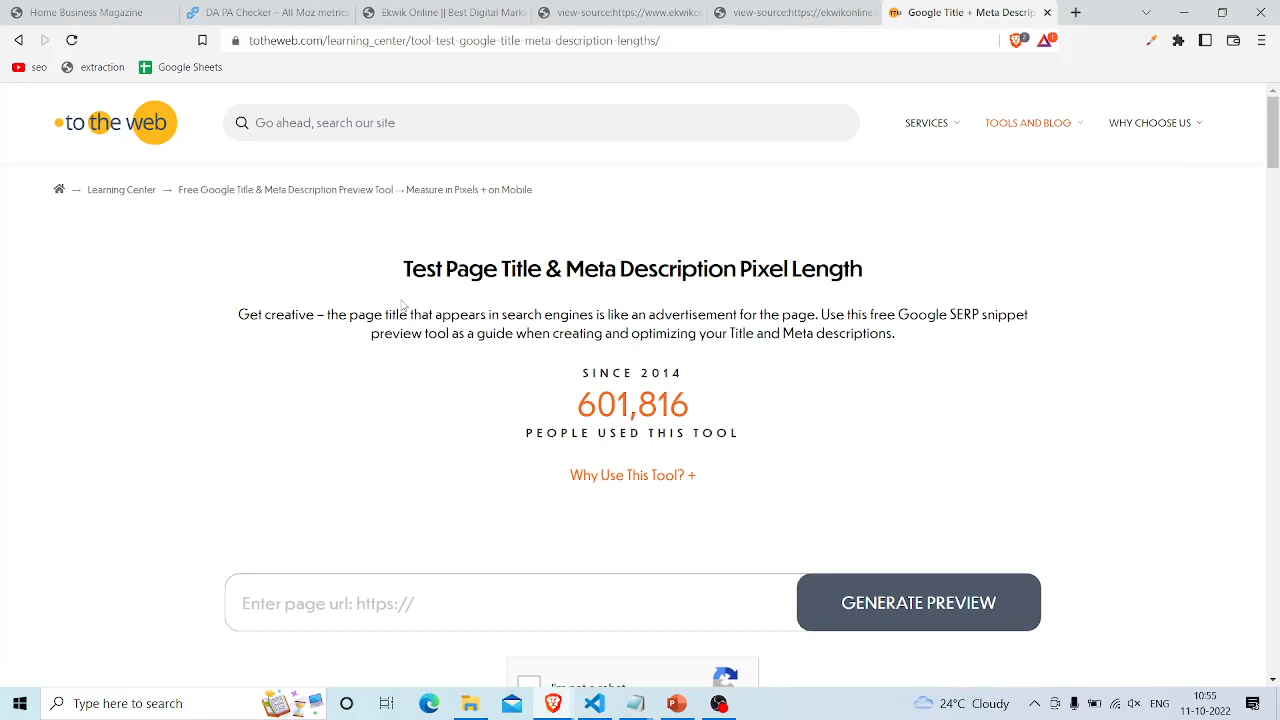 Home Business Magazine
DA PA Checker – All Moz metric
Ekwik Online || Best Digital Mark
view-source:https://www.ekwiko
view-source:https://ekwikonline
Google Title + Meta Descrip
totheweb.com/learning_center/tool-test-google-title-meta-description-lengths/
2
1
seo
extraction
Google Sheets
to the web
Go ahead, search our site
SERVICES
TOOLS AND BLOG
WHY CHOOSE US
→ Learning Center → Free Google Title & Meta Description Preview Tool → Measure in Pixels + on Mobile
Test Page Title & Meta Description Pixel Length
Get creative – the page title that appears in search engines is like an advertisement for the page. Use this free Google SERP snippet
preview tool as a guide when creating and optimizing your Title and Meta descriptions.
SINCE 2014
601,816
PEOPLE USED THIS TOOL
Why Use This Tool? +
Enter page url: https://
GENERATE PREVIEW
I'm not a robot
Type here to search
24°C Cloudy
ENG
10:55
11-10-2022